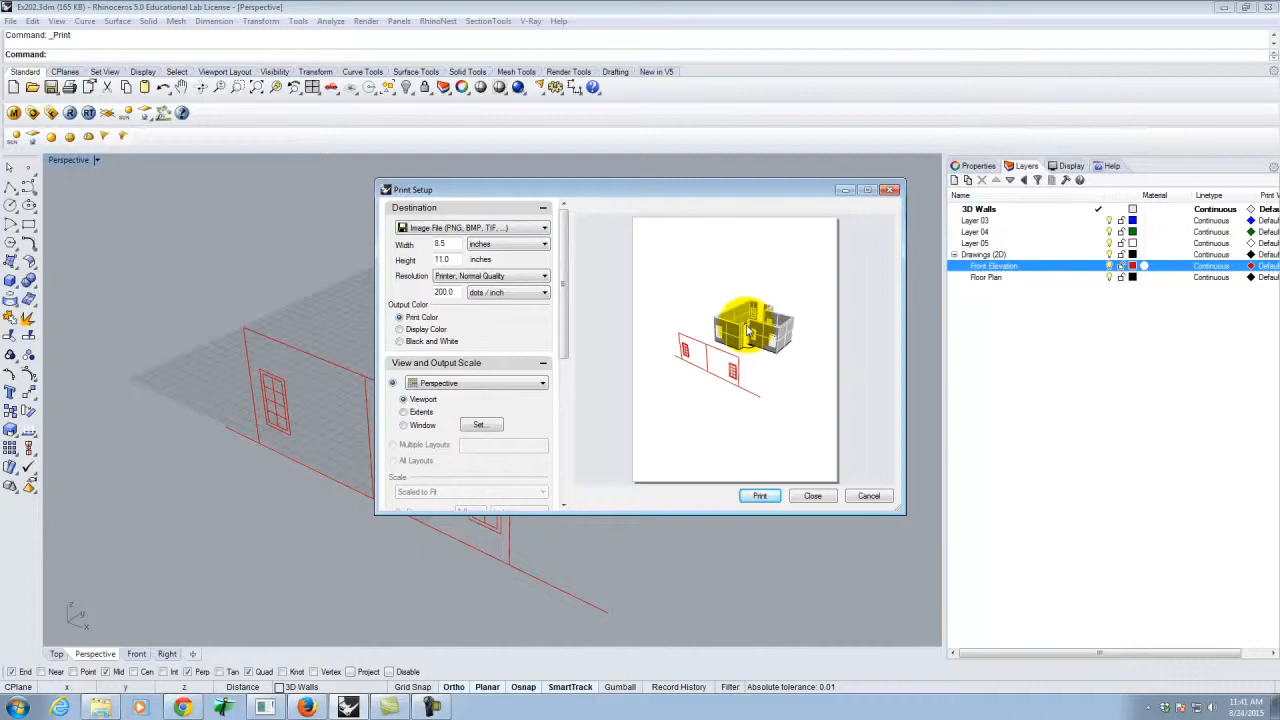 Ex202.3dm (165 KB) - Rhinoceros 5.0 Educational Lab License - [Perspective]
File Edit View Curve Surface Solid Mesh Dimension Transform Tools Analyze Render Panels RhinoNest SectionTools V-Ray Help
Command: _Print
Command:
Standard CPlanes Set View Display Select Viewport Layout Visibility Transform Curve Tools Surface Tools Solid Tools Mesh Tools Render Tools Drafting New in V5
Perspective
Properties Layers Display Help
Name Material Linetype Print
3D Walls Continuous
Layer 03 Continuous Defau
Layer 04 Continuous Defau
Layer 05 Continuous Defau
Drawings (2D) Continuous Defau
Front Elevation Continuous Defau
Floor Plan Continuous Defau
Print Setup
Destination
Image File (PNG, BMP, TIF, ...)
Width 8.5 inches
Height 11.0 inches
Resolution Printer, Normal Quality
200.0 dots / inch
Output Color
Print Color
Display Color
Black and White
View and Output Scale
Perspective
Viewport
Extents
Window Set...
Multiple Layouts
All Layouts
Scale
Scaled to Fit
Print Close Cancel
z
y
x
Top Perspective Front Right
End Near Point Mid Cen Int Perp Tan Quad Knot Vertex Project Disable
CPlane x y z Distance 3D Walls Grid Snap Ortho Planar Osnap SmartTrack Gumball Record History Filter Absolute tolerance: 0.01
11:41 AM
8/24/2015